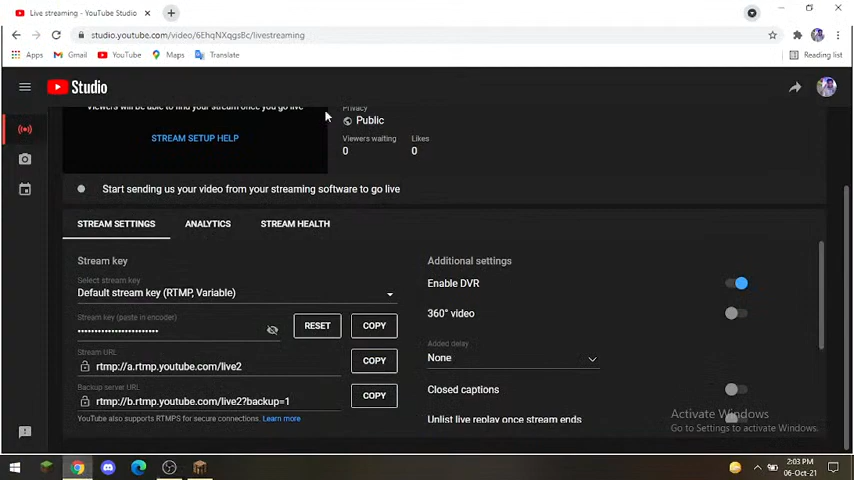 Live streaming - YouTube Studio
studio.youtube.com/video/6EhqNXqgs8c/livestreaming
Apps Gmail YouTube Maps Translate Reading list
Studio
Viewers will be able to find your stream once you go live
STREAM SETUP HELP
Privacy
Public
Viewers waiting Likes
0 0
Start sending us your video from your streaming software to go live
STREAM SETTINGS ANALYTICS STREAM HEALTH
Stream key
Select stream key
Default stream key (RTMP, Variable)
Stream key (paste in encoder)
•••••••••••••••••••••••• RESET COPY
Stream URL
rtmp://a.rtmp.youtube.com/live2 COPY
Backup server URL
rtmp://b.rtmp.youtube.com/live2?backup=1 COPY
YouTube also supports RTMPS for secure connections. Learn more
Additional settings
Enable DVR
360° video
Added delay
None
Closed captions
Unlist live replay once stream ends
Activate Windows
Go to Settings to activate Windows.
2:03 PM
06-Oct-21